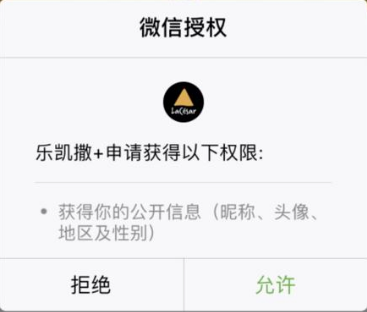 微信授权
LaCésar
乐凯撒+申请获得以下权限:
获得你的公开信息（昵称、头像、
地区及性别）
拒绝
允许